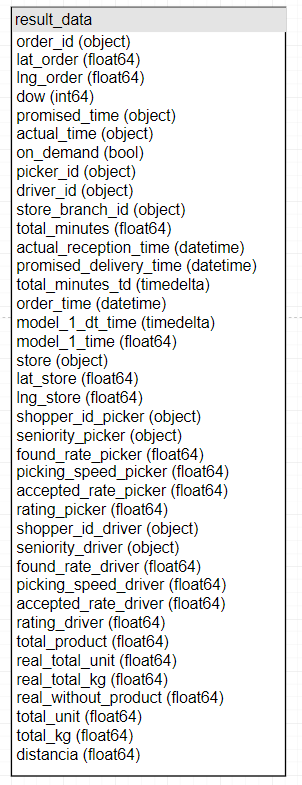 result_data
order_id (object)
lat_order (float64)
lng_order (float64)
dow (int64)
promised_time (object)
actual_time (object)
on_demand (bool)
picker_id (object)
driver_id (object)
store_branch_id (object)
total_minutes (float64)
actual_reception_time (datetime)
promised_delivery_time (datetime)
total_minutes_td (timedelta)
order_time (datetime)
model_1_dt_time (timedelta)
model_1_time (float64)
store (object)
lat_store (float64)
lng_store (float64)
shopper_id_picker (object)
seniority_picker (object)
found_rate_picker (float64)
picking_speed_picker (float64)
accepted_rate_picker (float64)
rating_picker (float64)
shopper_id_driver (object)
seniority_driver (object)
found_rate_driver (float64)
picking_speed_driver (float64)
accepted_rate_driver (float64)
rating_driver (float64)
total_product (float64)
real_total_unit (float64)
real_total_kg (float64)
real_without_product (float64)
total_unit (float64)
total_kg (float64)
distancia (float64)